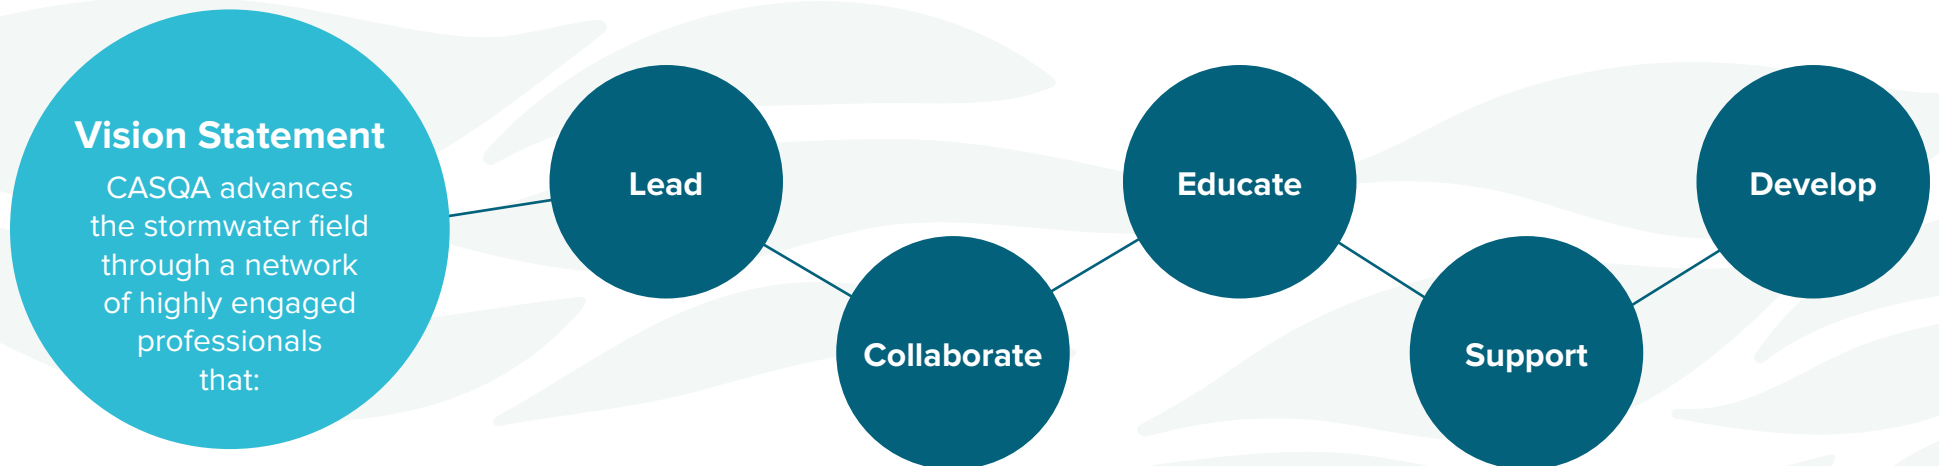 Vision Statement
CASQA advances
the stormwater field
through a network
of highly engaged
professionals
that:
Lead
Collaborate
Educate
Support
Develop